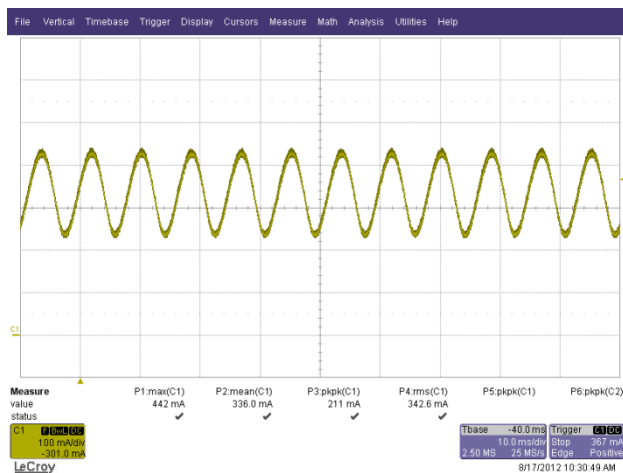 File Vertical Timebase Trigger Display Cursors Measure Math Analysis Utilities Help
C1
Measure P1:max(C1) P2:mean(C1) P3:pkpk(C1) P4:rms(C1) P5:pkpk(C1) P6:pkpk(C2)
value 442 mA 336.0 mA 211 mA 342.6 mA
status
C1 F BwL DC
100 mA/div
-301.0 mA
Tbase -40.0 ms
10.0 ms/div
2.50 MS 25 MS/s
Trigger C1 DC
Stop 367 mA
Edge Positive
LeCroy
8/17/2012 10:30:49 AM